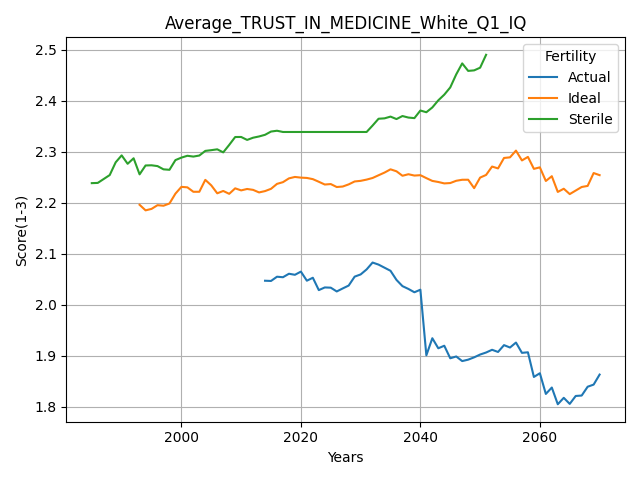 Average_TRUST_IN_MEDICINE_White_Q1_IQ
2.5
2.4
2.3
2.2
2.1
2.0
1.9
1.8
Score(1-3)
Fertility
Actual
Ideal
Sterile
2000
2020
2040
2060
Years